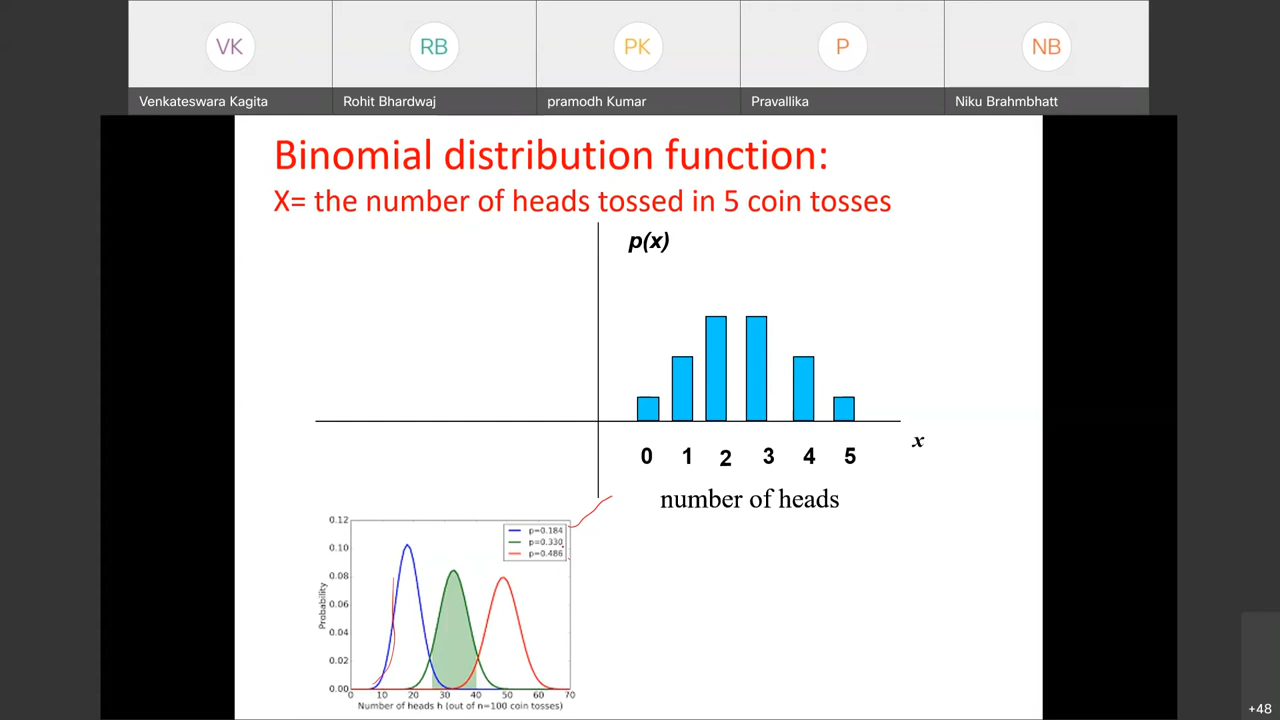 VK
RB
PK
P
NB
Venkateswara Kagita
Rohit Bhardwaj
pramodh Kumar
Pravallika
Niku Brahmbhatt
Binomial distribution function:
X= the number of heads tossed in 5 coin tosses
p(x)
x
0 1 2 3 4 5
number of heads
0.12
0.10
0.08
0.06
0.04
0.02
0.00
Probability
p=0.184
p=0.330
p=0.486
0 10 20 30 40 50 60 70
Number of heads h (out of n=100 coin tosses)
+48